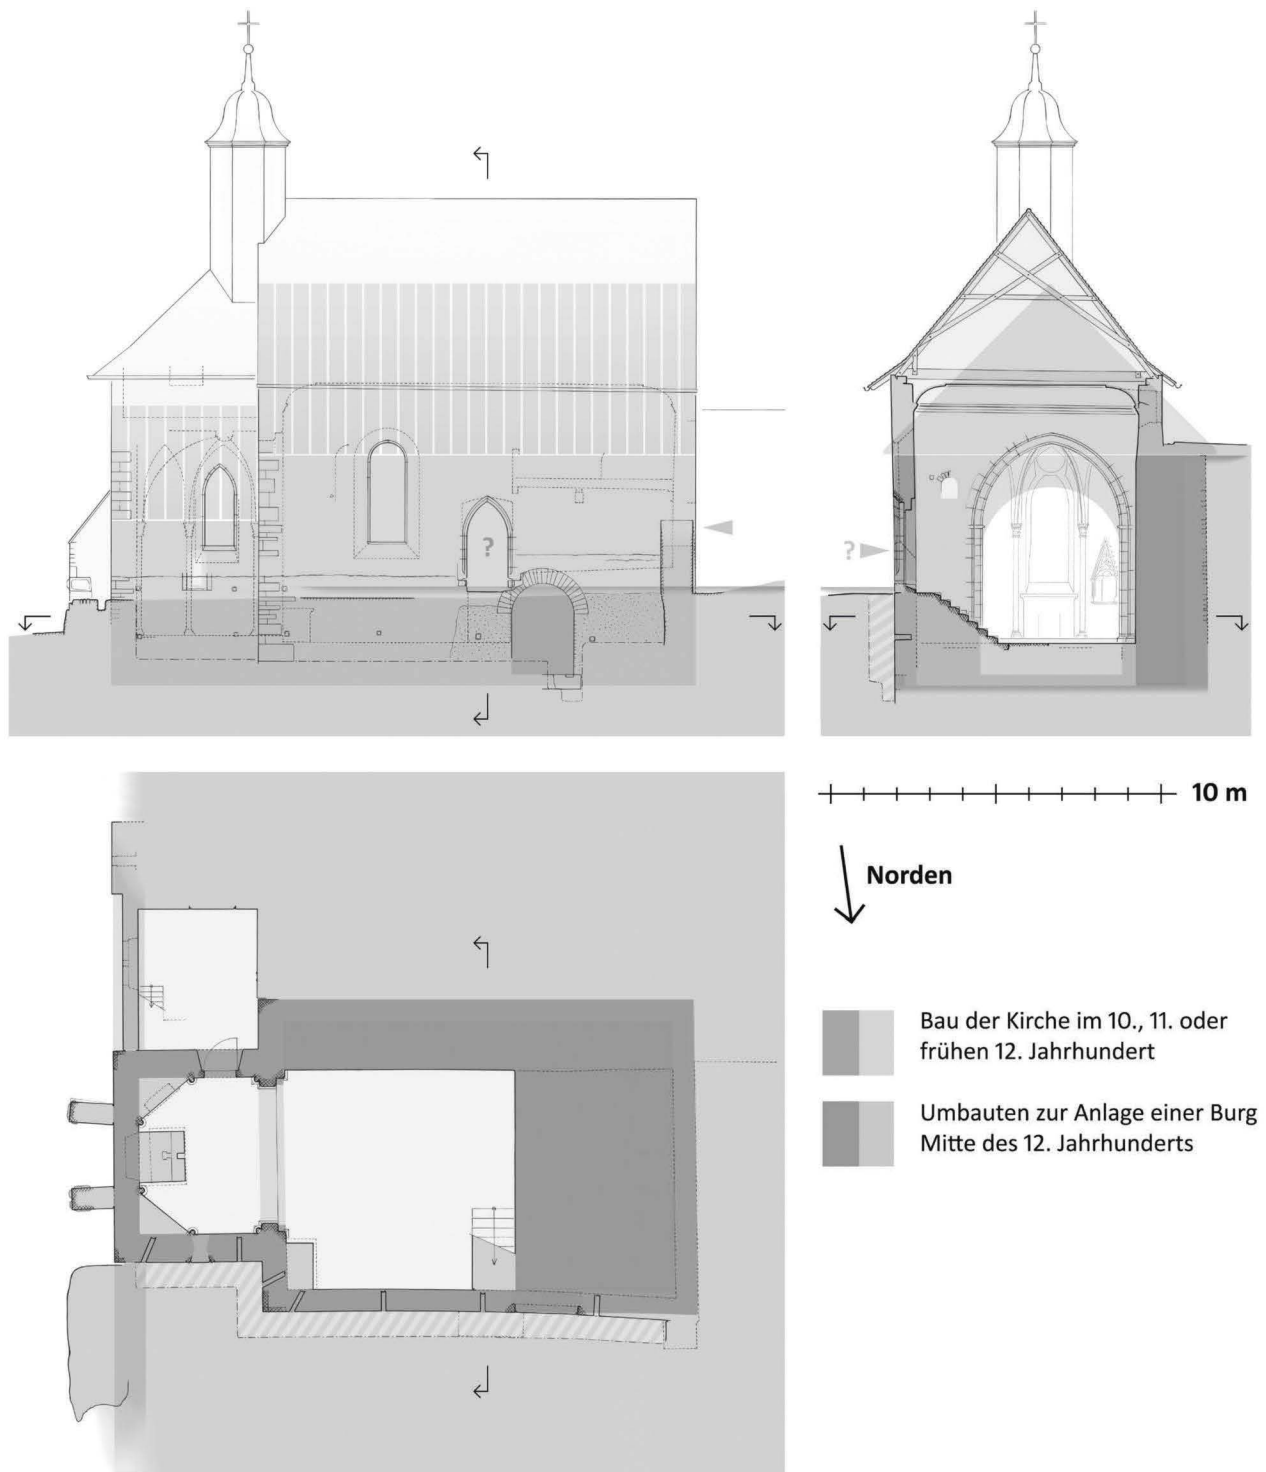 ?
?
10 m
Norden
Bau der Kirche im 10., 11. oder
frühen 12. Jahrhundert
Umbauten zur Anlage einer Burg
Mitte des 12. Jahrhunderts